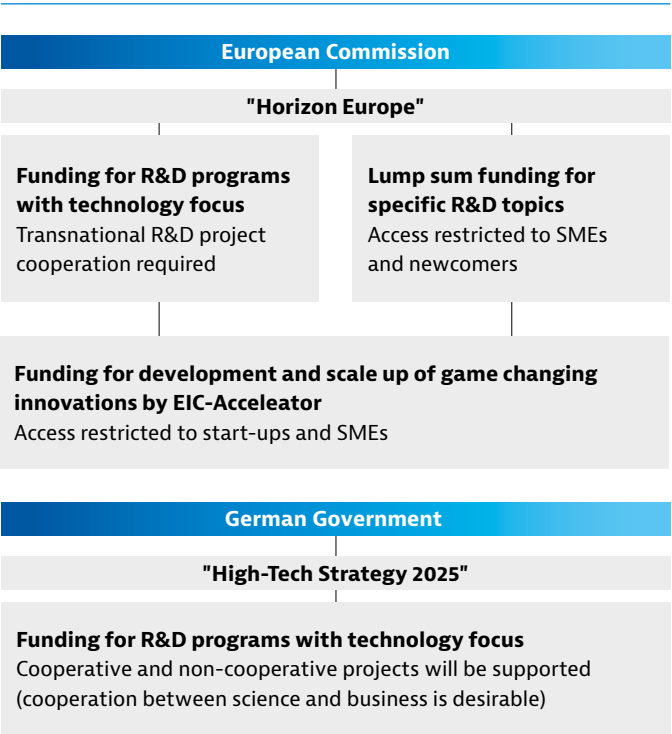 European Commission
"Horizon Europe"
Funding for R&D programs
with technology focus
Transnational R&D project
cooperation required
Lump sum funding for
specific R&D topics
Access restricted to SMEs
and newcomers
Funding for development and scale up of game changing
innovations by EIC-Acceleator
Access restricted to start-ups and SMEs
German Government
"High-Tech Strategy 2025"
Funding for R&D programs with technology focus
Cooperative and non-cooperative projects will be supported
(cooperation between science and business is desirable)